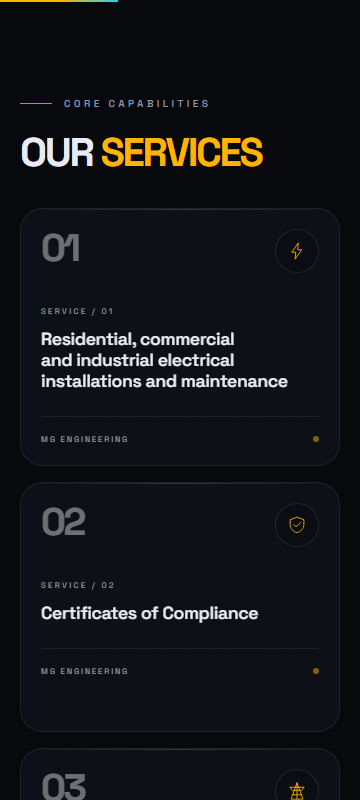 CORE CAPABILITIES
OUR SERVICES
01
SERVICE / 01
Residential, commercial
and industrial electrical
installations and maintenance
MG ENGINEERING
02
SERVICE / 02
Certificates of Compliance
MG ENGINEERING
03